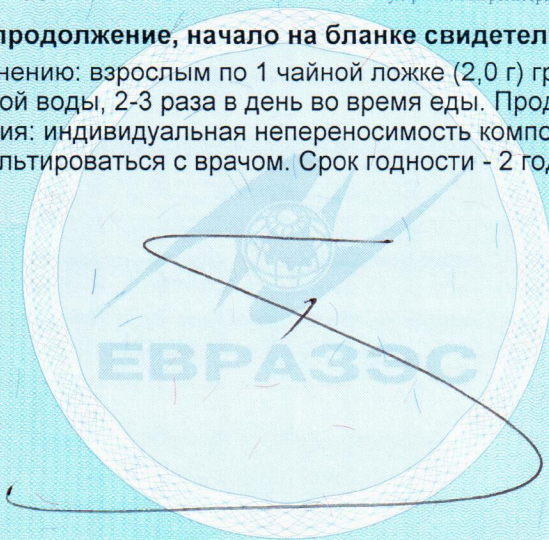 продолжение, начало на бланке свидетел
нению: взрослым по 1 чайной ложке (2,0 г) гр
ой воды, 2-3 раза в день во время еды. Прод
ия: индивидуальная непереносимость компо
льтироваться с врачом. Срок годности - 2 год
ЕВРАЗЭС